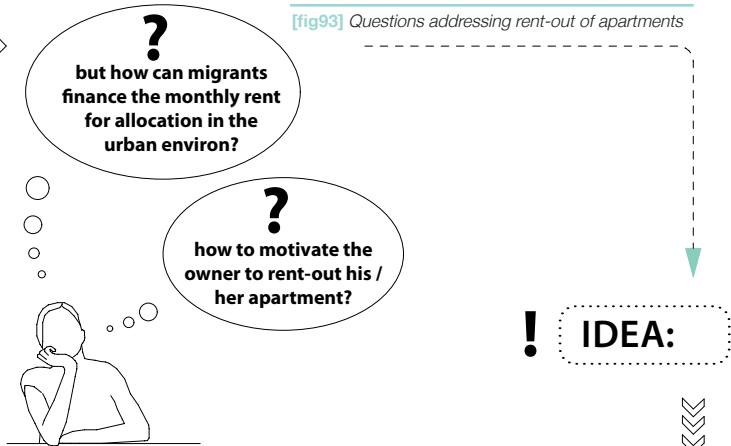 [fig93] Questions addressing rent-out of apartments
?
but how can migrants
finance the monthly rent
for allocation in the
urban environ?
?
how to motivate the
owner to rent-out his /
her apartment?
! IDEA: